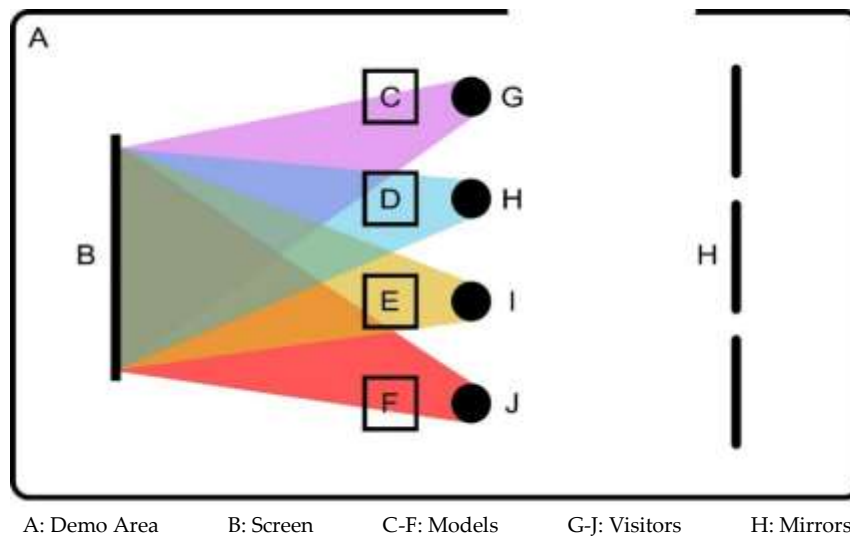 A
C G
D H
B H
E I
F J
A: Demo Area B: Screen C-F: Models G-J: Visitors H: Mirrors